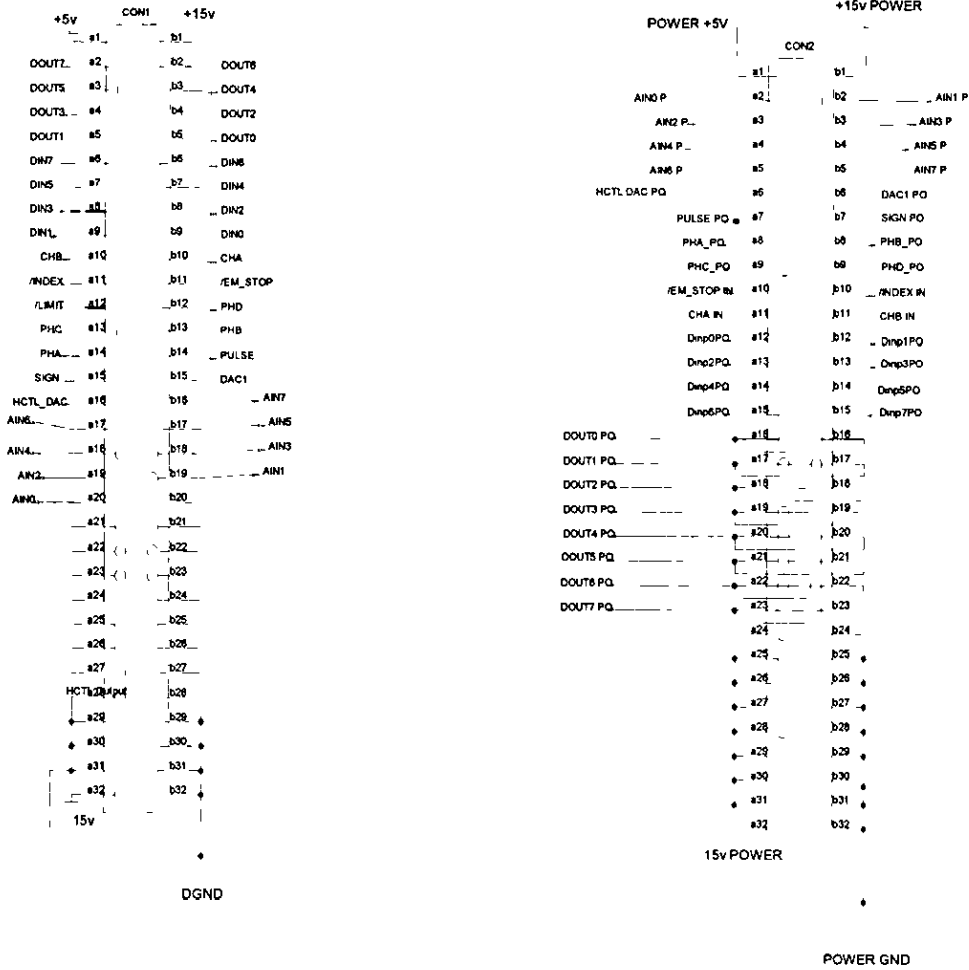 +5v CON1 +15v
a1 b1
DOUT7 a2 b2 DOUT6
DOUT5 a3 b3 DOUT4
DOUT3 a4 b4 DOUT2
DOUT1 a5 b5 DOUT0
DIN7 a6 b6 DIN6
DIN5 a7 b7 DIN4
DIN3 a8 b8 DIN2
DIN1 a9 b9 DIN0
CHB a10 b10 CHA
/INDEX a11 b11 /EM_STOP
/LIMIT a12 b12 PHD
PHC a13 b13 PHB
PHA a14 b14 PULSE
SIGN a15 b15 DAC1
HCTL_DAC a16 b16 AIN7
AIN6 a17 b17 AIN5
AIN4 a18 b18 AIN3
AIN2 a19 b19 AIN1
AIN0 a20 b20
a21 b21
a22 b22
a23 b23
a24 b24
a25 b25
a26 b26
a27 b27
HCTL Output a28 b28
a29 b29
a30 b30
a31 b31
a32 b32
15v
DGND
+15v POWER
POWER +5V
CON2
a1 b1
AIN0 P a2 b2 AIN1 P
AIN2 P a3 b3 AIN3 P
AIN4 P a4 b4 AIN5 P
AIN6 P a5 b5 AIN7 P
HCTL DAC PO a6 b6 DAC1 PO
PULSE PO a7 b7 SIGN PO
PHA_PO a8 b8 PHB_PO
PHC_PO a9 b9 PHD_PO
/EM_STOP IN a10 b10 /INDEX IN
CHA IN a11 b11 CHB IN
Dinp0PO a12 b12 Dinp1PO
Dinp2PO a13 b13 Dinp3PO
Dinp4PO a14 b14 Dinp5PO
Dinp6PO a15 b15 Dinp7PO
DOUT0 PO a16 b16
DOUT1 PO a17 b17
DOUT2 PO a18 b18
DOUT3 PO a19 b19
DOUT4 PO a20 b20
DOUT5 PO a21 b21
DOUT6 PO a22 b22
DOUT7 PO a23 b23
a24 b24
a25 b25
a26 b26
a27 b27
a28 b28
a29 b29
a30 b30
a31 b31
a32 b32
15v POWER
POWER GND